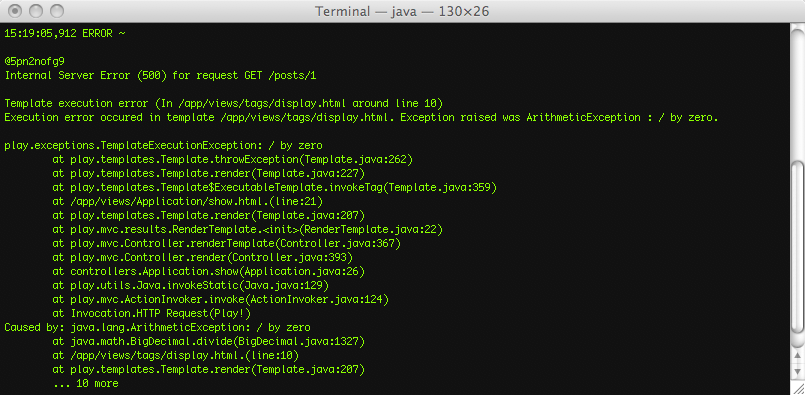 Terminal — java — 130×26
15:19:05,912 ERROR ~
@5pn2nofg9
Internal Server Error (500) for request GET /posts/1
Template execution error (In /app/views/tags/display.html around line 10)
Execution error occured in template /app/views/tags/display.html. Exception raised was ArithmeticException : / by zero.
play.exceptions.TemplateExecutionException: / by zero
at play.templates.Template.throwException(Template.java:262)
at play.templates.Template.render(Template.java:227)
at play.templates.Template$ExecutableTemplate.invokeTag(Template.java:359)
at /app/views/Application/show.html.(line:21)
at play.templates.Template.render(Template.java:207)
at play.mvc.results.RenderTemplate.<init>(RenderTemplate.java:22)
at play.mvc.Controller.renderTemplate(Controller.java:367)
at play.mvc.Controller.render(Controller.java:393)
at controllers.Application.show(Application.java:26)
at play.utils.Java.invokeStatic(Java.java:129)
at play.mvc.ActionInvoker.invoke(ActionInvoker.java:124)
at Invocation.HTTP Request(Play!)
Caused by: java.lang.ArithmeticException: / by zero
at java.math.BigDecimal.divide(BigDecimal.java:1327)
at /app/views/tags/display.html.(line:10)
at play.templates.Template.render(Template.java:207)
... 10 more